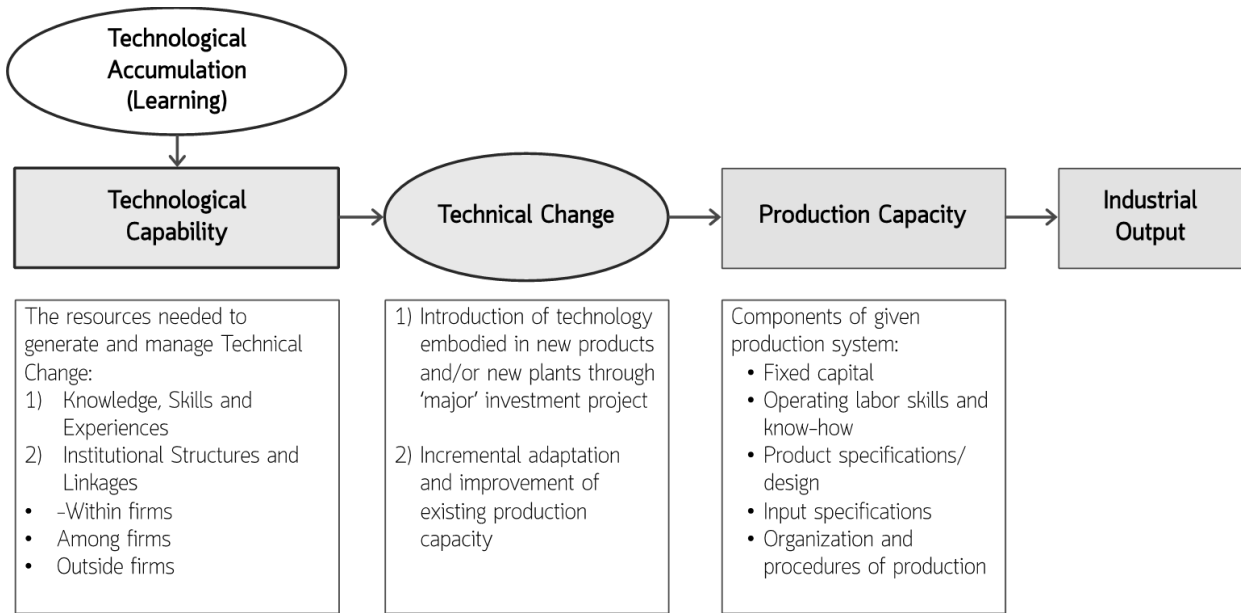 Technological
Accumulation
(Learning)
Technological
Capability
Technical Change
Production Capacity
Industrial
Output
The resources needed to
generate and manage Technical
Change:
1) Knowledge, Skills and
Experiences
2) Institutional Structures and
Linkages
• -Within firms
• Among firms
• Outside firms
1) Introduction of technology
embodied in new products
and/or new plants through
‘major’ investment project
2) Incremental adaptation
and improvement of
existing production
capacity
Components of given
production system:
• Fixed capital
• Operating labor skills and
know-how
• Product specifications/
design
• Input specifications
• Organization and
procedures of production